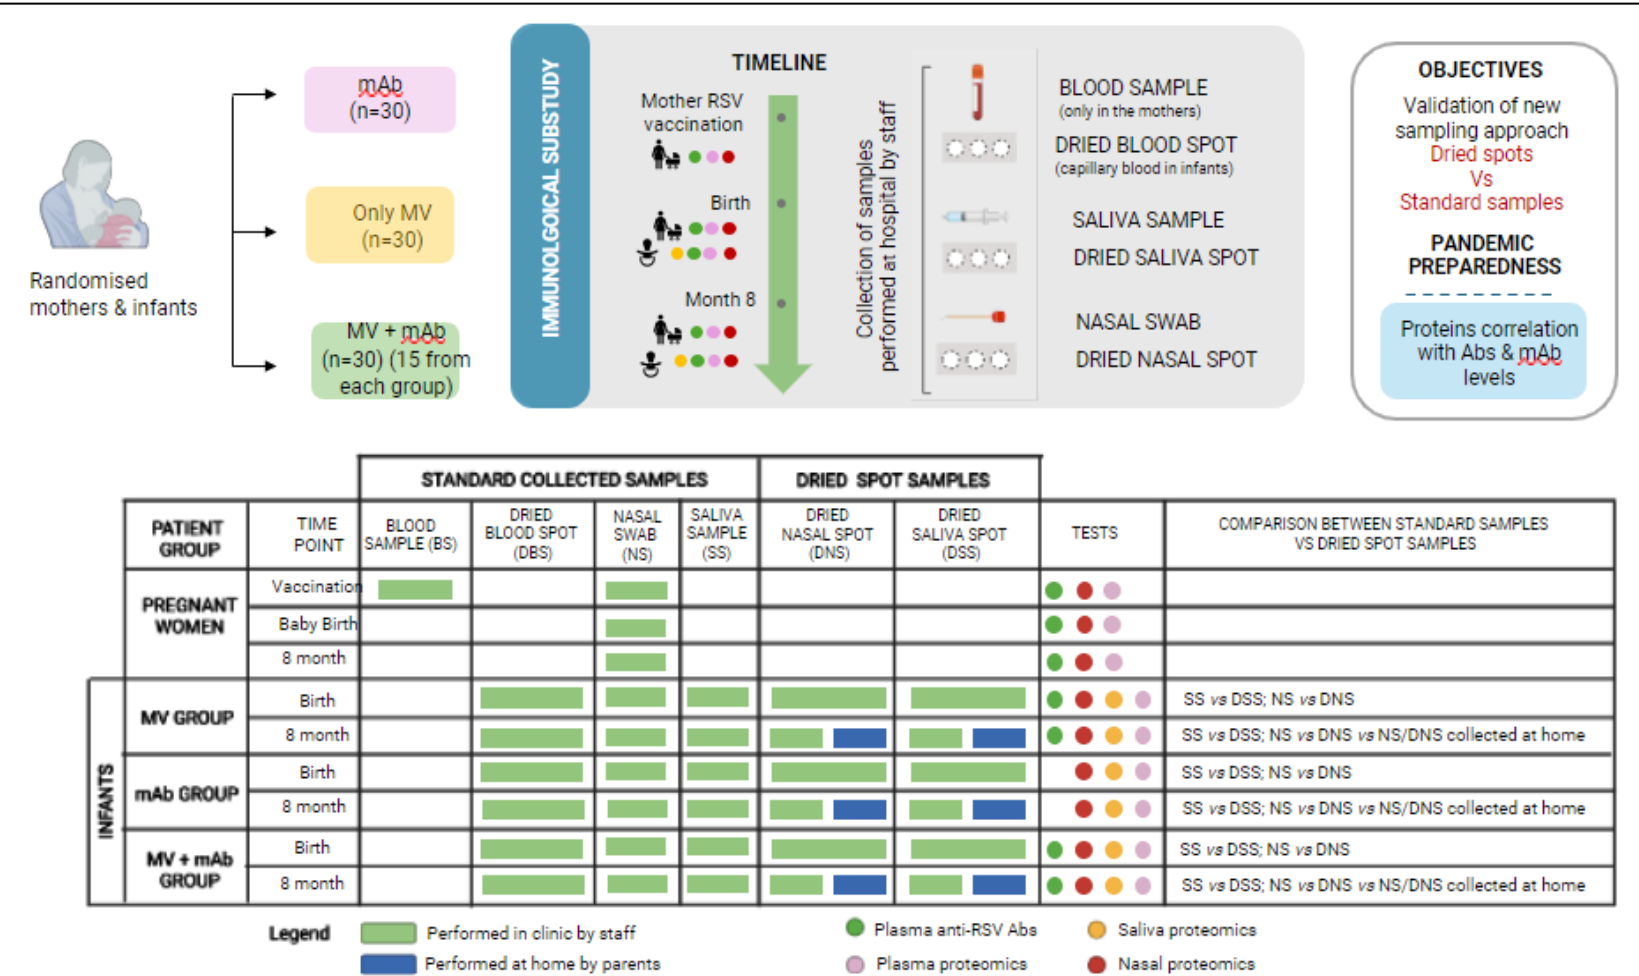 mAb
(n=30)
Only MV
(n=30)
MV + mAb
(n=30) (15 from
each group)
Randomised
mothers & infants
IMMUNOLGOICAL SUBSTUDY
TIMELINE
Mother RSV
vaccination
Birth
Month 8
Collection of samples
performed at hospital by staff
BLOOD SAMPLE
(only in the mothers)
DRIED BLOOD SPOT
(capillary blood in infants)
SALIVA SAMPLE
DRIED SALIVA SPOT
NASAL SWAB
DRIED NASAL SPOT
OBJECTIVES
Validation of new
sampling approach
Dried spots
Vs
Standard samples
PANDEMIC
PREPAREDNESS
Proteins correlation
with Abs & mAb
levels
STANDARD COLLECTED SAMPLES
DRIED SPOT SAMPLES
PATIENT
GROUP
TIME
POINT
BLOOD
SAMPLE (BS)
DRIED
BLOOD SPOT
(DBS)
NASAL
SWAB
(NS)
SALIVA
SAMPLE
(SS)
DRIED
NASAL SPOT
(DNS)
DRIED
SALIVA SPOT
(DSS)
TESTS
COMPARISON BETWEEN STANDARD SAMPLES
VS DRIED SPOT SAMPLES
PREGNANT
WOMEN
Vaccination
Baby Birth
8 month
INFANTS
MV GROUP
Birth
SS vs DSS; NS vs DNS
8 month
SS vs DSS; NS vs DNS vs NS/DNS collected at home
mAb GROUP
Birth
SS vs DSS; NS vs DNS
8 month
SS vs DSS; NS vs DNS vs NS/DNS collected at home
MV + mAb
GROUP
Birth
SS vs DSS; NS vs DNS
8 month
SS vs DSS; NS vs DNS vs NS/DNS collected at home
Legend
Performed in clinic by staff
Performed at home by parents
Plasma anti-RSV Abs
Plasma proteomics
Saliva proteomics
Nasal proteomics